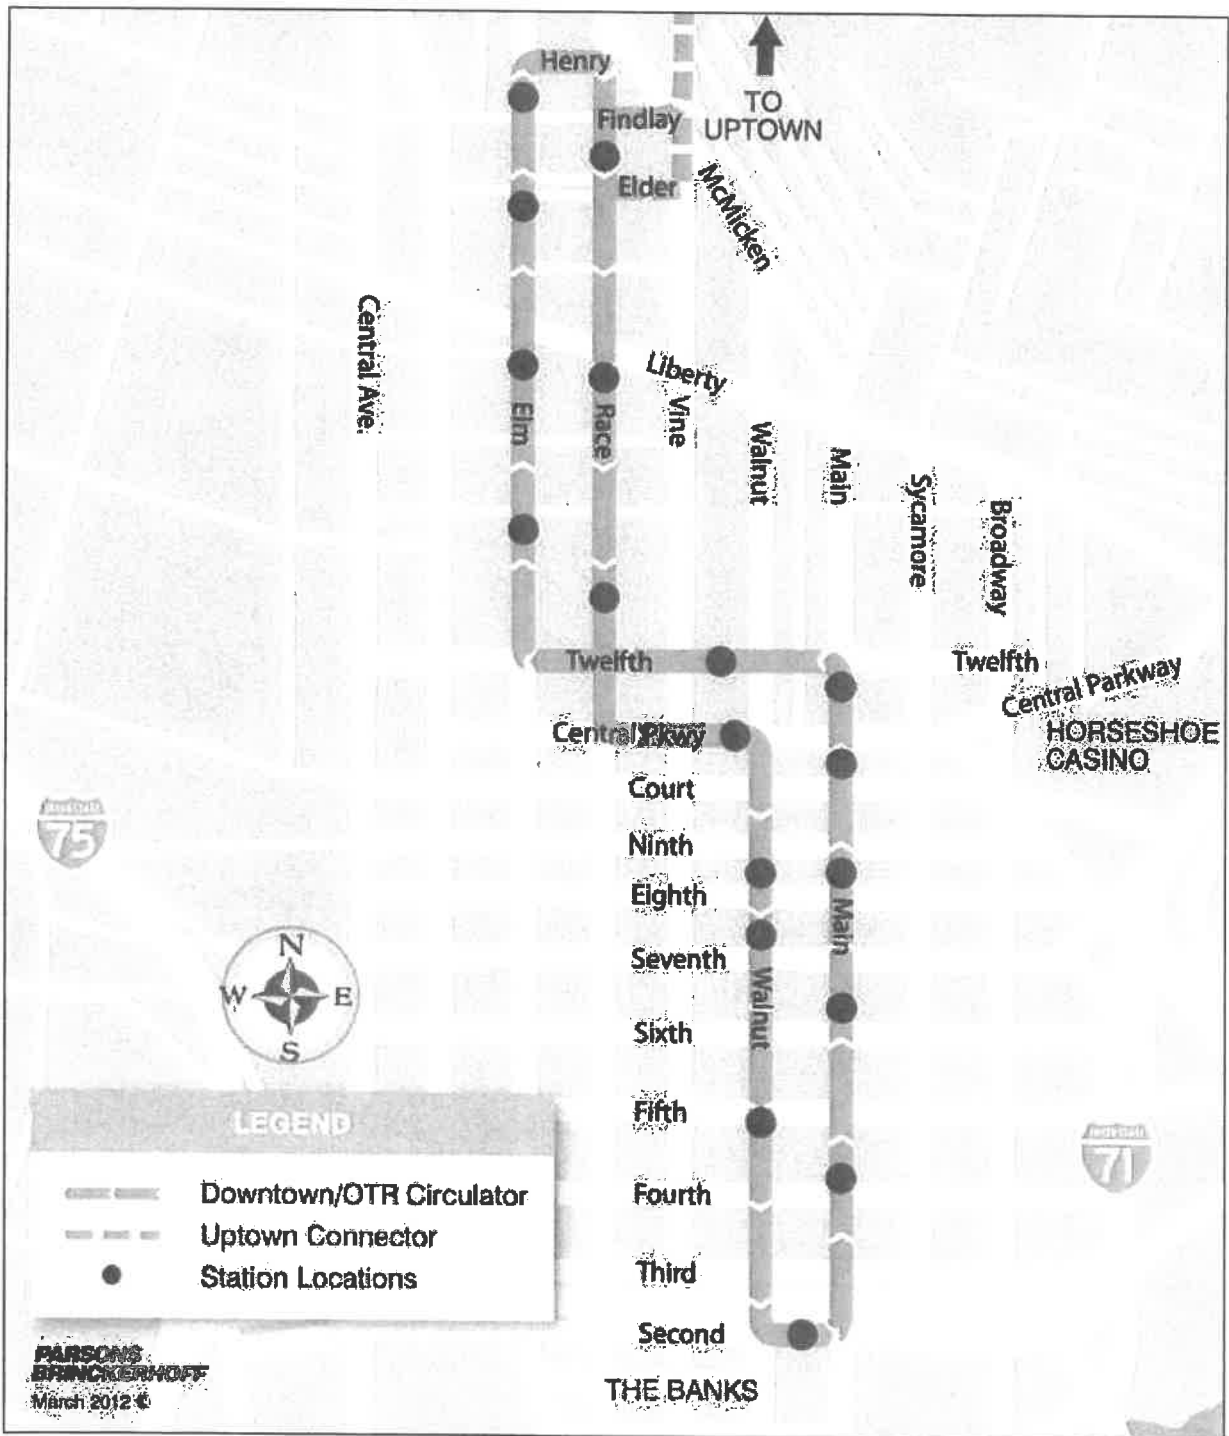 Henry
TO
UPTOWN
Findlay
Elder
McMicken
Central Ave.
Liberty
Elm
Race
Vine
Walnut
Main
Sycamore
Broadway
Twelfth
Twelfth
Central Parkway
HORSESHOE
CASINO
Central Pkwy
Court
75
Ninth
Eighth
Main
Seventh
Walnut
N
W
E
S
Sixth
Fifth
71
Fourth
Third
Second
THE BANKS
LEGEND
Downtown/OTR Circulator
Uptown Connector
Station Locations
PARSONS
BRINCKERHOFF
March 2012